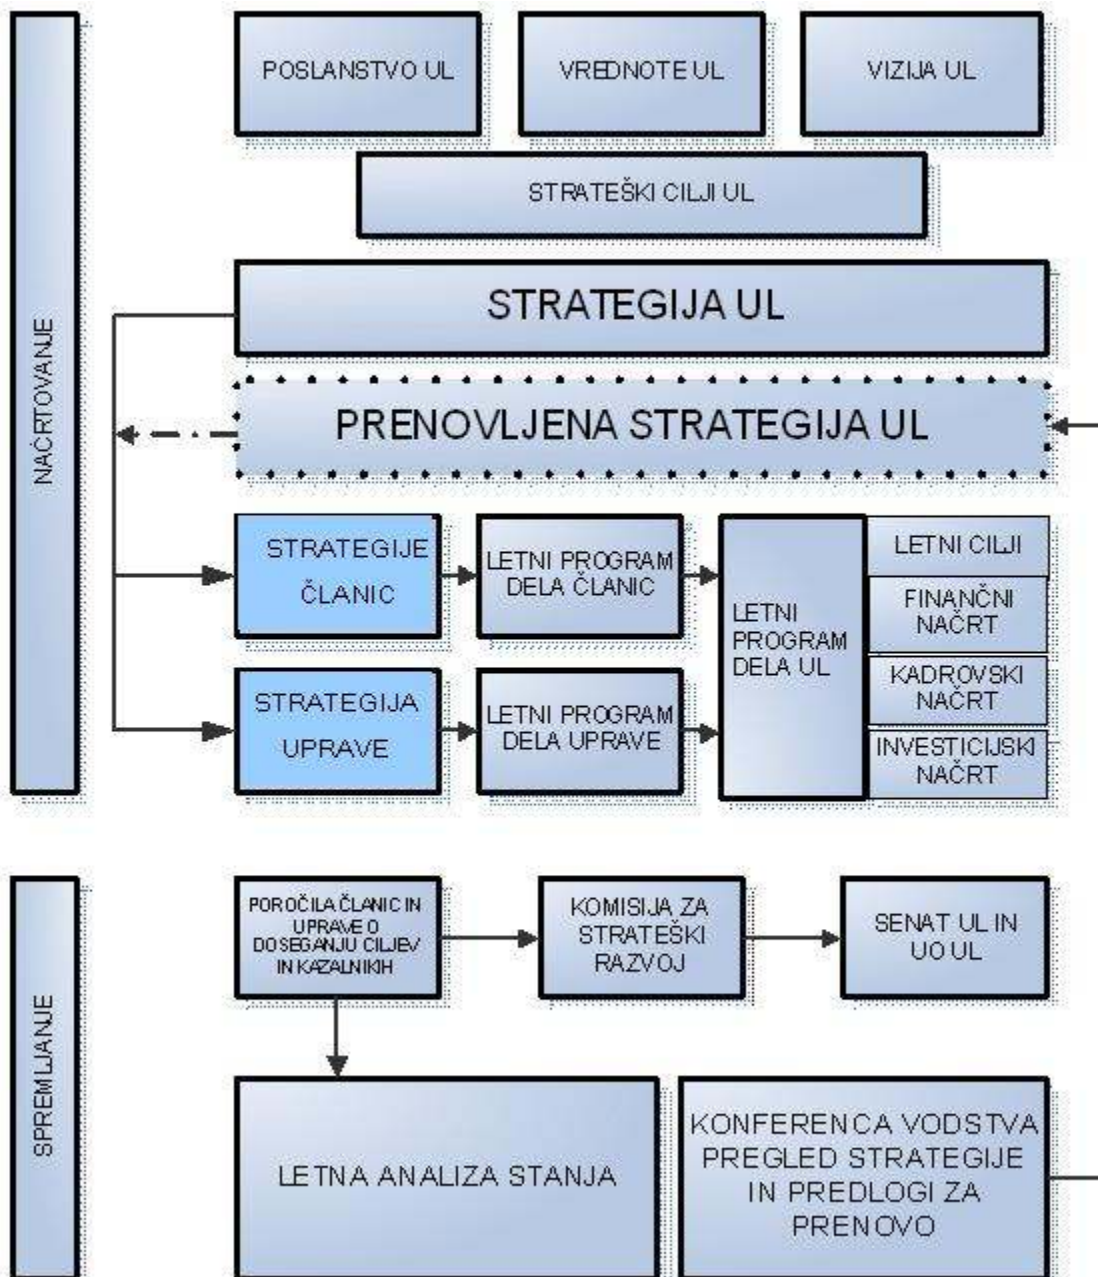 NAČRTOVANJE
POSLANSTVO UL
VREDNOTE UL
VIZIJA UL
STRATEŠKI CILJI UL
STRATEGIJA UL
PRENOVLJENA STRATEGIJA UL
STRATEGIJE
ČLANIC
LETNI PROGRAM
DELA ČLANIC
LETNI
PROGRAM
DELA UL
LETNI CILJI
FINANČNI
NAČRT
KADROVSKI
NAČRT
INVESTICIJSKI
NAČRT
STRATEGIJA
UPRAVE
LETNI PROGRAM
DELA UPRAVE
SPREMLJANJE
POROČILA ČLANIC IN
UPRAVE O
DOSEGANJU CILJEV
IN KAZALNIKIH
KOMISIJA ZA
STRATEŠKI
RAZVOJ
SENAT UL IN
UO UL
LETNA ANALIZA STANJA
KONFERENCA VODSTVA
PREGLED STRATEGIJE
IN PREDLOGI ZA
PRENOVO